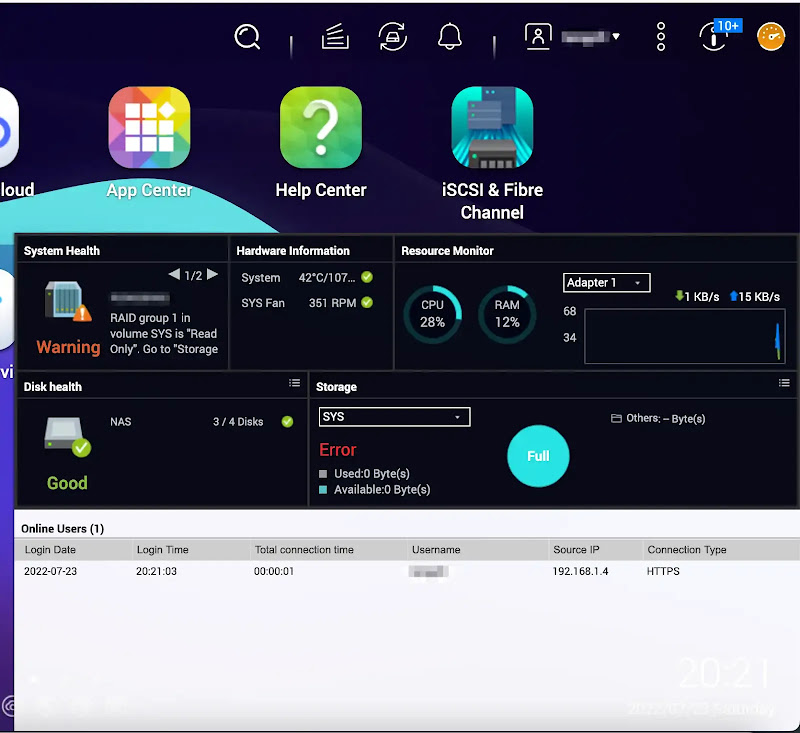 10+
loud
App Center
Help Center
iSCSI & Fibre
Channel
vi
System Health
1/2
RAID group 1 in
volume SYS is "Read
Only". Go to "Storage
Warning
Hardware Information
System 42°C/107...
SYS Fan 351 RPM
Resource Monitor
CPU
28%
RAM
12%
Adapter 1
1 KB/s 15 KB/s
68
34
Disk health
NAS 3 / 4 Disks
Good
Storage
SYS
Error
Used:0 Byte(s)
Available:0 Byte(s)
Full
Others: -- Byte(s)
Online Users (1)
Login Date Login Time Total connection time Username Source IP Connection Type
2022-07-23 20:21:03 00:00:01 192.168.1.4 HTTPS
20:21
2022/07/23 Saturday